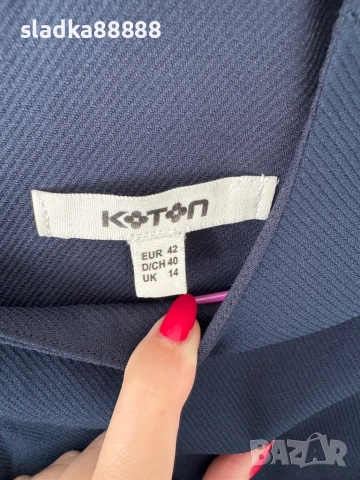 sladka88888
KOTON
EUR 42
D/CH 40
UK 14
BAZAR